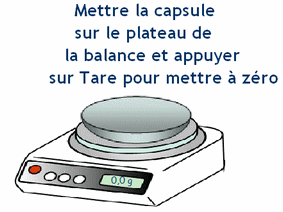 Mettre la capsule
sur le plateau de
la balance et appuyer
sur Tare pour mettre à zéro
0,0 g